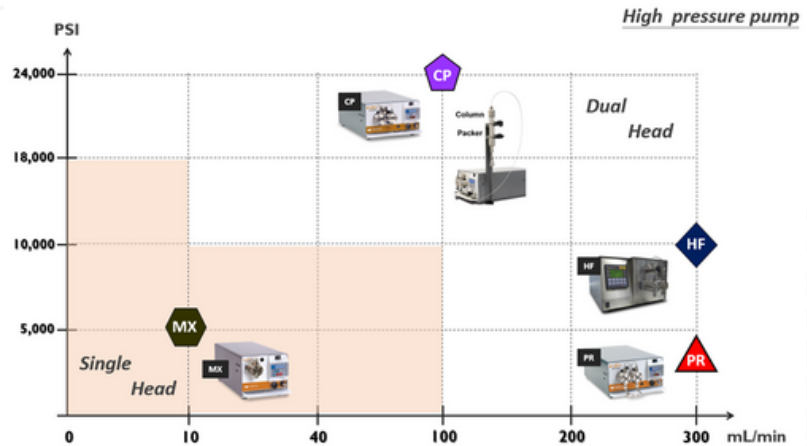 High pressure pump
PSI
24,000
CP
CP
Column
Packer
Dual
Head
18,000
10,000
HF
HF
5,000
MX
Single
Head
MX
PR
PR
0 10 40 100 200 300 mL/min